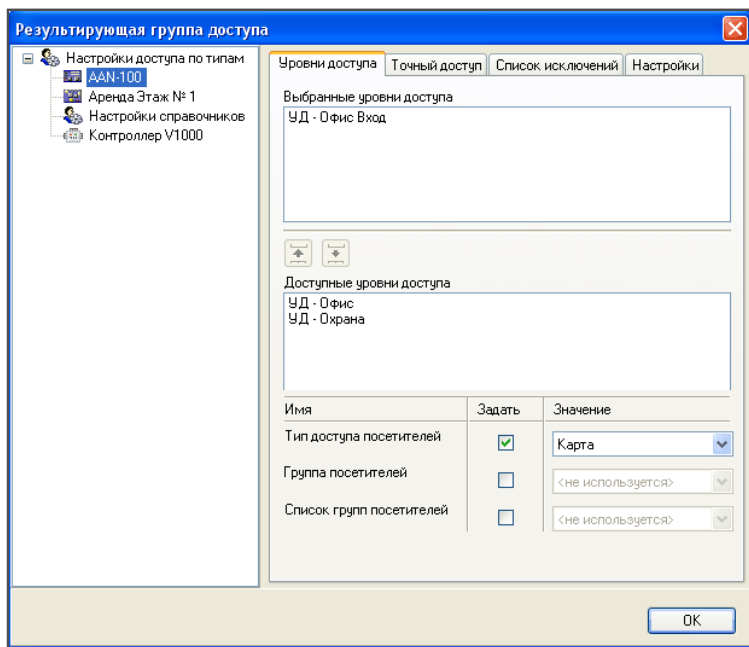 Результирующая группа доступа
Настройки доступа по типам
AAN-100
Аренда Этаж № 1
Настройки справочников
Контроллер V1000
Уровни доступа
Точный доступ
Список исключений
Настройки
Выбранные уровни доступа
УД - Офис Вход
Доступные уровни доступа
УД - Офис
УД - Охрана
Имя Задать Значение
Тип доступа посетителей Карта
Группа посетителей <не используется>
Список групп посетителей <не используется>
OK